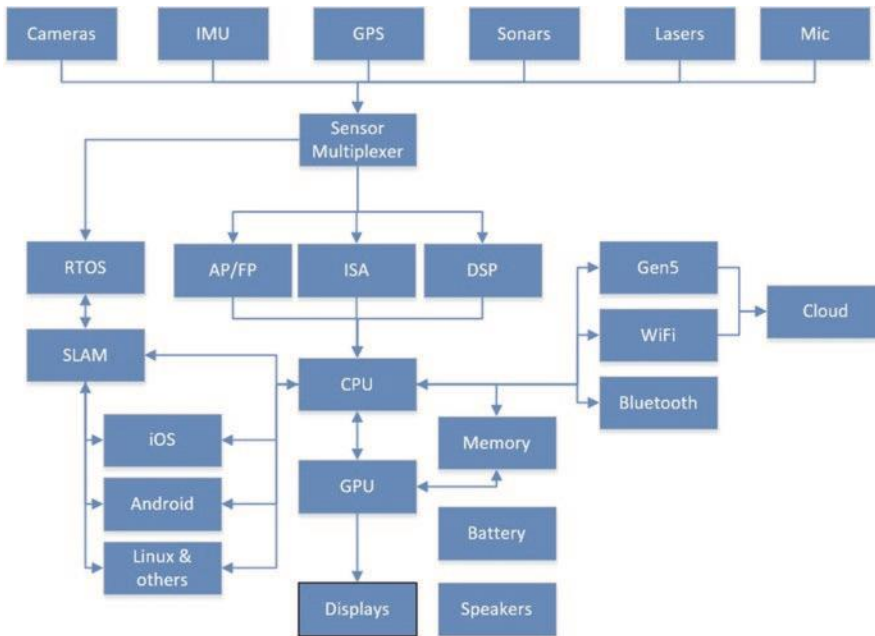 Cameras
IMU
GPS
Sonars
Lasers
Mic
Sensor
Multiplexer
RTOS
AP/FP
ISA
DSP
Gen5
Cloud
WiFi
SLAM
CPU
Bluetooth
iOS
Memory
GPU
Android
Battery
Linux &
others
Displays
Speakers